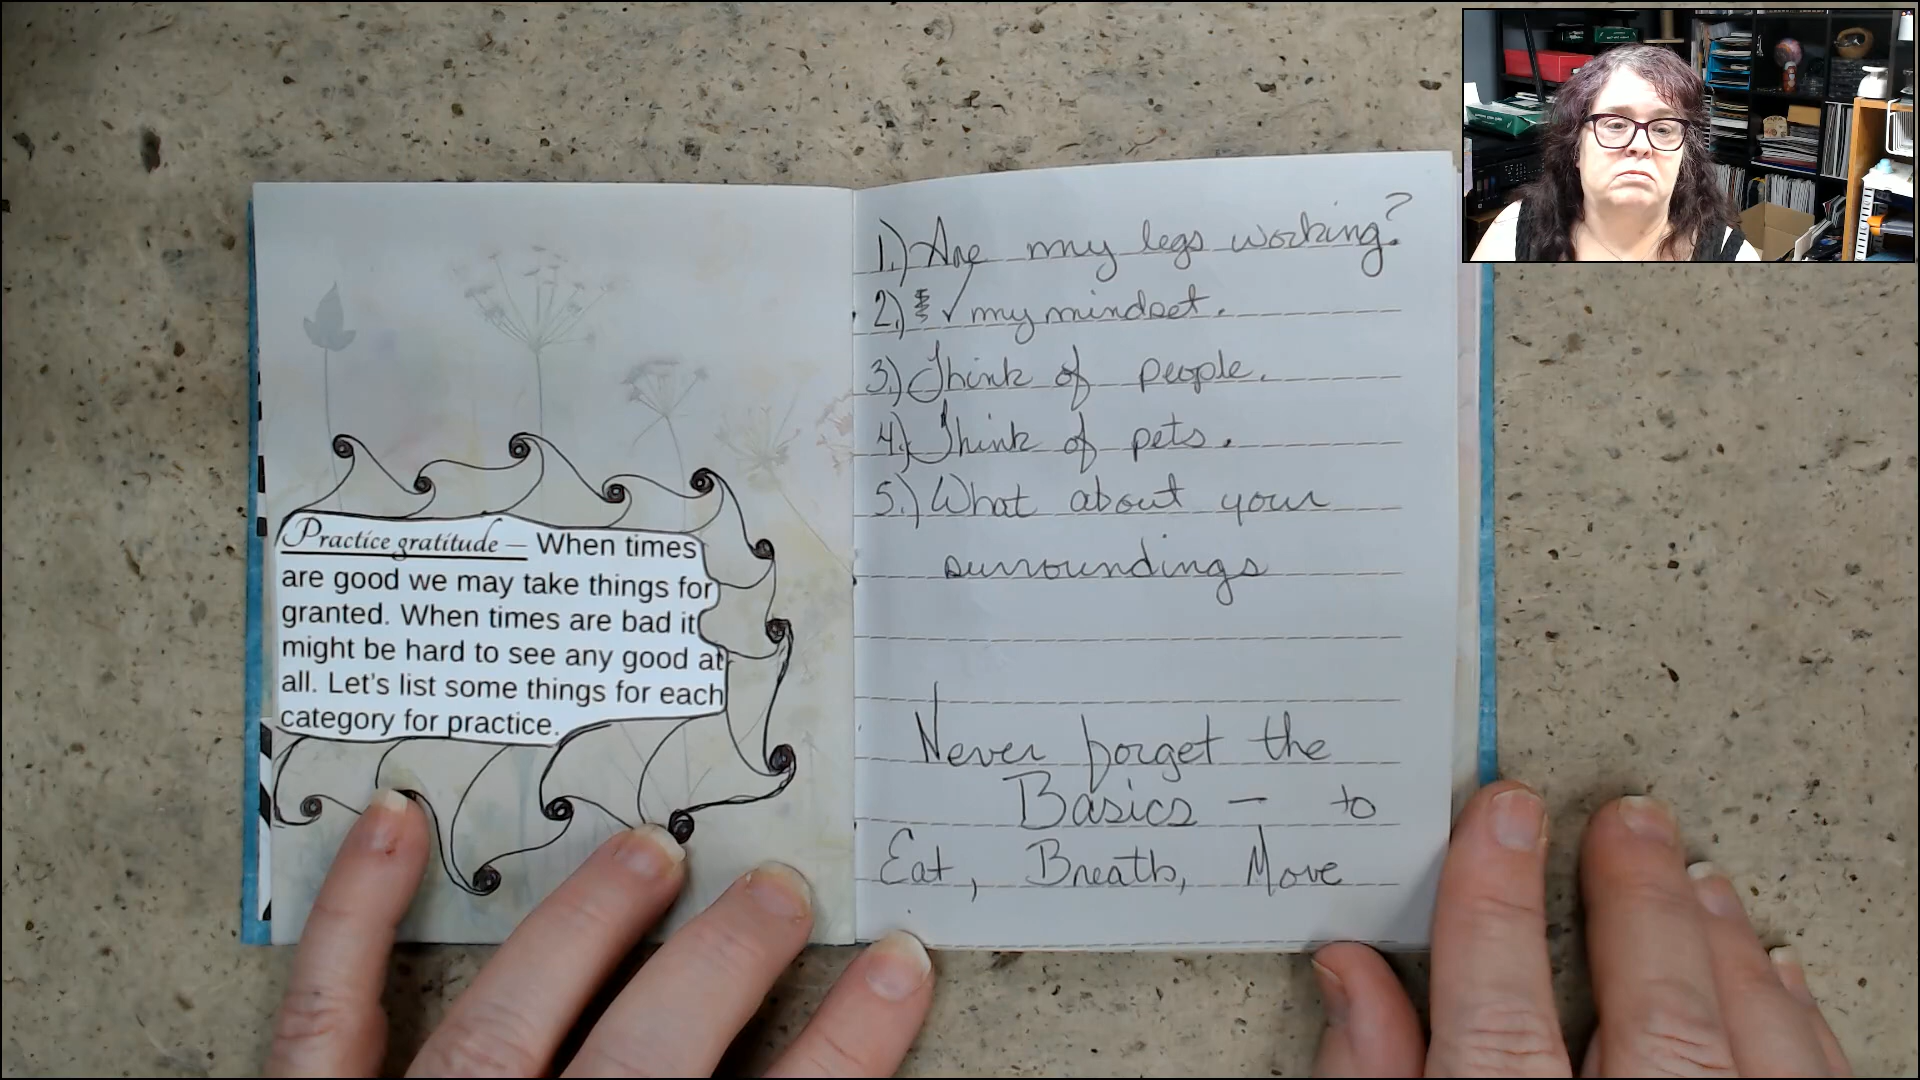 Practice gratitude — When times
are good we may take things for
granted. When times are bad it
might be hard to see any good at
all. Let's list some things for each
category for practice.
1.) Are my legs working?
2.) ✓ my mindset.
3.) Think of people.
4.) Think of pets.
5.) What about your
surroundings
Never forget the
Basics — to
Eat, Breath, Move